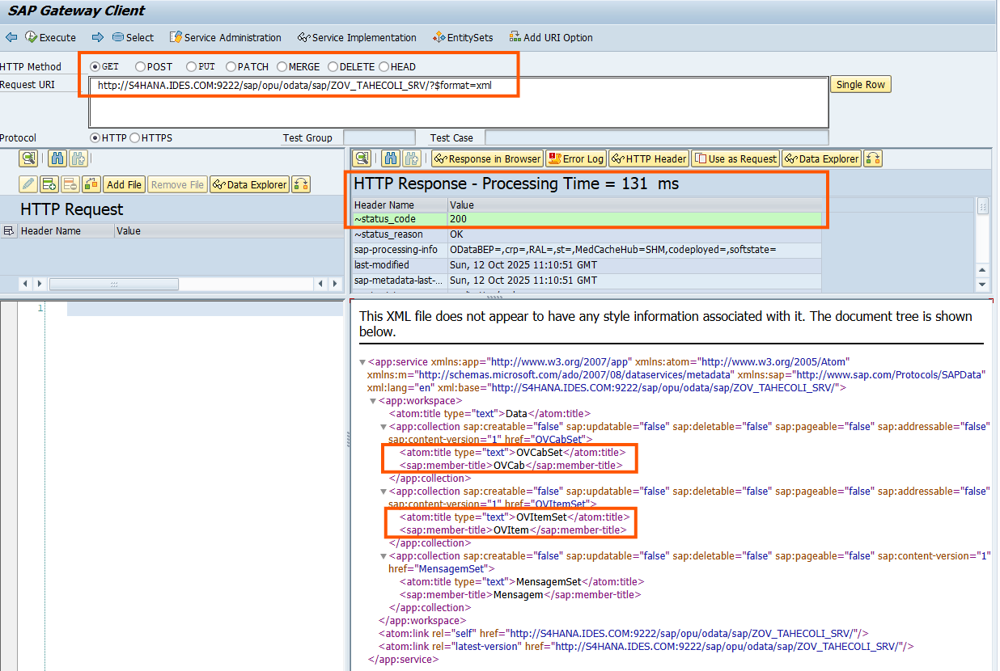 SAP Gateway Client
Execute Select Service Administration Service Implementation EntitySets Add URI Option
HTTP Method GET POST PUT PATCH MERGE DELETE HEAD
Request URI http://S4HANA.IDES.COM:9222/sap/opu/odata/sap/ZOV_TAHECOLI_SRV/?$format=xml
Single Row
Protocol HTTP HTTPS Test Group Test Case
Response in Browser Error Log HTTP Header Use as Request Data Explorer
Add File Remove File Data Explorer
HTTP Request
Header Name Value
HTTP Response - Processing Time = 131 ms
Header Name Value
~status_code 200
~status_reason OK
sap-processing-info ODataBEP=,crp=,RAL=,st=,MedCacheHub=SHM,codeployed=,softstate=
last-modified Sun, 12 Oct 2025 11:10:51 GMT
sap-metadata-last-... Sun, 12 Oct 2025 11:10:51 GMT
1
This XML file does not appear to have any style information associated with it. The document tree is shown
below.
<app:service xmlns:app="http://www.w3.org/2007/app" xmlns:atom="http://www.w3.org/2005/Atom"
xmlns:m="http://schemas.microsoft.com/ado/2007/08/dataservices/metadata" xmlns:sap="http://www.sap.com/Protocols/SAPData"
xml:lang="en" xml:base="http://S4HANA.IDES.COM:9222/sap/opu/odata/sap/ZOV_TAHECOLI_SRV/">
<app:workspace>
<atom:title type="text">Data</atom:title>
<app:collection sap:creatable="false" sap:updatable="false" sap:deletable="false" sap:pageable="false" sap:addressable="false"
sap:content-version="1" href="OVCabSet">
<atom:title type="text">OVCabSet</atom:title>
<sap:member-title>OVCab</sap:member-title>
</app:collection>
<app:collection sap:creatable="false" sap:updatable="false" sap:deletable="false" sap:pageable="false" sap:addressable="false"
sap:content-version="1" href="OVItemSet">
<atom:title type="text">OVItemSet</atom:title>
<sap:member-title>OVItem</sap:member-title>
</app:collection>
<app:collection sap:creatable="false" sap:updatable="false" sap:deletable="false" sap:pageable="false" sap:content-version="1"
href="MensagemSet">
<atom:title type="text">MensagemSet</atom:title>
<sap:member-title>Mensagem</sap:member-title>
</app:collection>
</app:workspace>
<atom:link rel="self" href="http://S4HANA.IDES.COM:9222/sap/opu/odata/sap/ZOV_TAHECOLI_SRV/"/>
<atom:link rel="latest-version" href="http://S4HANA.IDES.COM:9222/sap/opu/odata/sap/ZOV_TAHECOLI_SRV/"/>
</app:service>